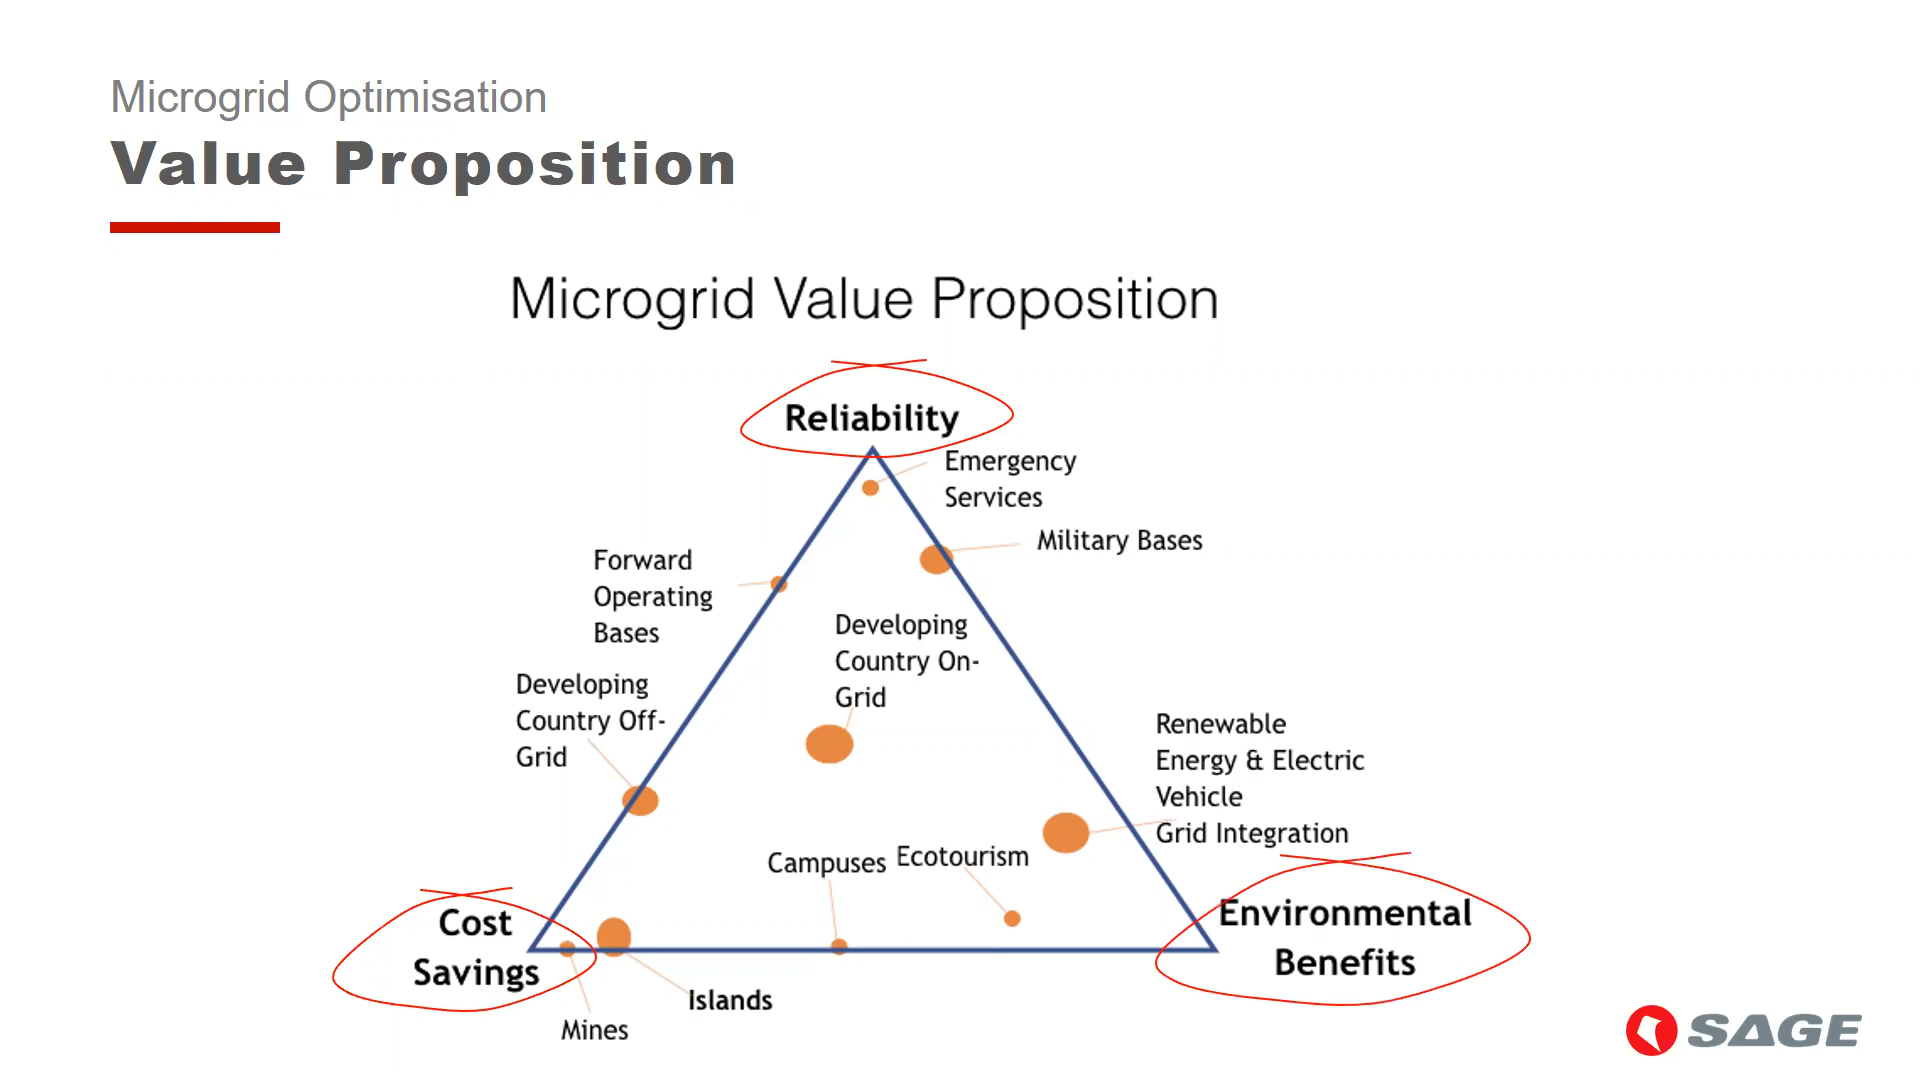 Microgrid Optimisation
Value Proposition
Microgrid Value Proposition
Reliability
Emergency
Services
Military Bases
Forward
Operating
Bases
Developing
Country On-
Grid
Developing
Country Off-
Grid
Renewable
Energy & Electric
Vehicle
Grid Integration
Campuses
Ecotourism
Cost
Savings
Environmental
Benefits
Islands
Mines
SAGE